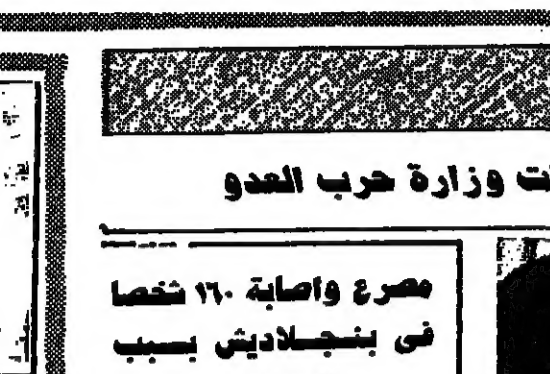 ت وزارة حرب العدو
مصرع واصابة ١٦٠ شخصا
فى بنجلاديش بسبب